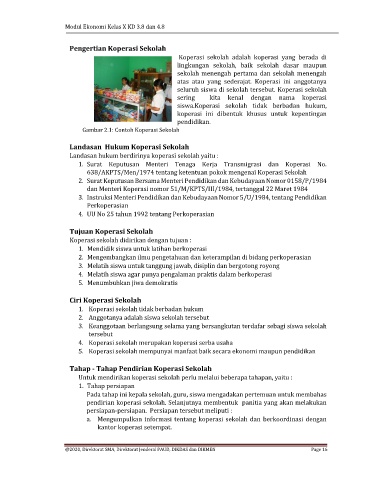 Modul Ekonomi Kelas X KD 3.8 dan 4.8
Pengertian Koperasi Sekolah
Koperasi sekolah adalah koperasi yang berada di
lingkungan sekolah, baik sekolah dasar maupun
sekolah menengah pertama dan sekolah menengah
atas atau yang sederajat. Koperasi ini anggotanya
seluruh siswa di sekolah tersebut. Koperasi sekolah
sering kita kenal dengan nama koperasi
siswa.Koperasi sekolah tidak berbadan hukum,
koperasi ini dibentuk khusus untuk kepentingan
pendidikan.
Gambar 2.1: Contoh Koperasi Sekolah
Landasan Hukum Koperasi Sekolah
Landasan hukum berdirinya koperasi sekolah yaitu :
1. Surat Keputusan Menteri Tenaga Kerja Transmigrasi dan Koperasi No.
638/AKPTS/Men/1974 tentang ketentuan pokok mengenai Koperasi Sekolah
2. Surat Keputusan Bersama Menteri Pendidikan dan Kebudayaan Nomor 0158/P/1984
dan Menteri Koperasi nomor 51/M/KPTS/III/1984, tertanggal 22 Maret 1984
3. Instruksi Menteri Pendidikan dan Kebudayaan Nomor 5/U/1984, tentang Pendidikan
Perkoperasian
4. UU No 25 tahun 1992 tentang Perkoperasian
Tujuan Koperasi Sekolah
Koperasi sekolah didirikan dengan tujuan :
1. Mendidik siswa untuk latihan berkoperasi
2. Mengembangkan ilmu pengetahuan dan keterampilan di bidang perkoperasian
3. Melatih siswa untuk tanggung jawab, disiplin dan bergotong royong
4. Melatih siswa agar punya pengalaman praktis dalam berkoperasi
5. Menumbuhkan jiwa demokratis
Ciri Koperasi Sekolah
1. Koperasi sekolah tidak berbadan hukum
2. Anggotanya adalah siswa sekolah tersebut
3. Keanggotaan berlangsung selama yang bersangkutan terdafar sebagi siswa sekolah
tersebut
4. Koperasi sekolah merupakan koperasi serba usaha
5. Koperasi sekolah mempunyai manfaat baik secara ekonomi maupun pendidikan
Tahap - Tahap Pendirian Koperasi Sekolah
Untuk mendirikan koperasi sekolah perlu melalui beberapa tahapan, yaitu :
1. Tahap persiapan
Pada tahap ini kepala sekolah, guru, siswa mengadakan pertemuan untuk membahas
pendirian koperasi sekolah. Selanjutnya membentuk panitia yang akan melakukan
persiapan-persiapan. Persiapan tersebut meliputi :
a. Mengumpulkan informasi tentang koperasi sekolah dan berkoordinasi dengan
kantor koperasi setempat.
@2020, Direktorat SMA, Direktorat Jenderal PAUD, DIKDAS dan DIKMEN Page 16